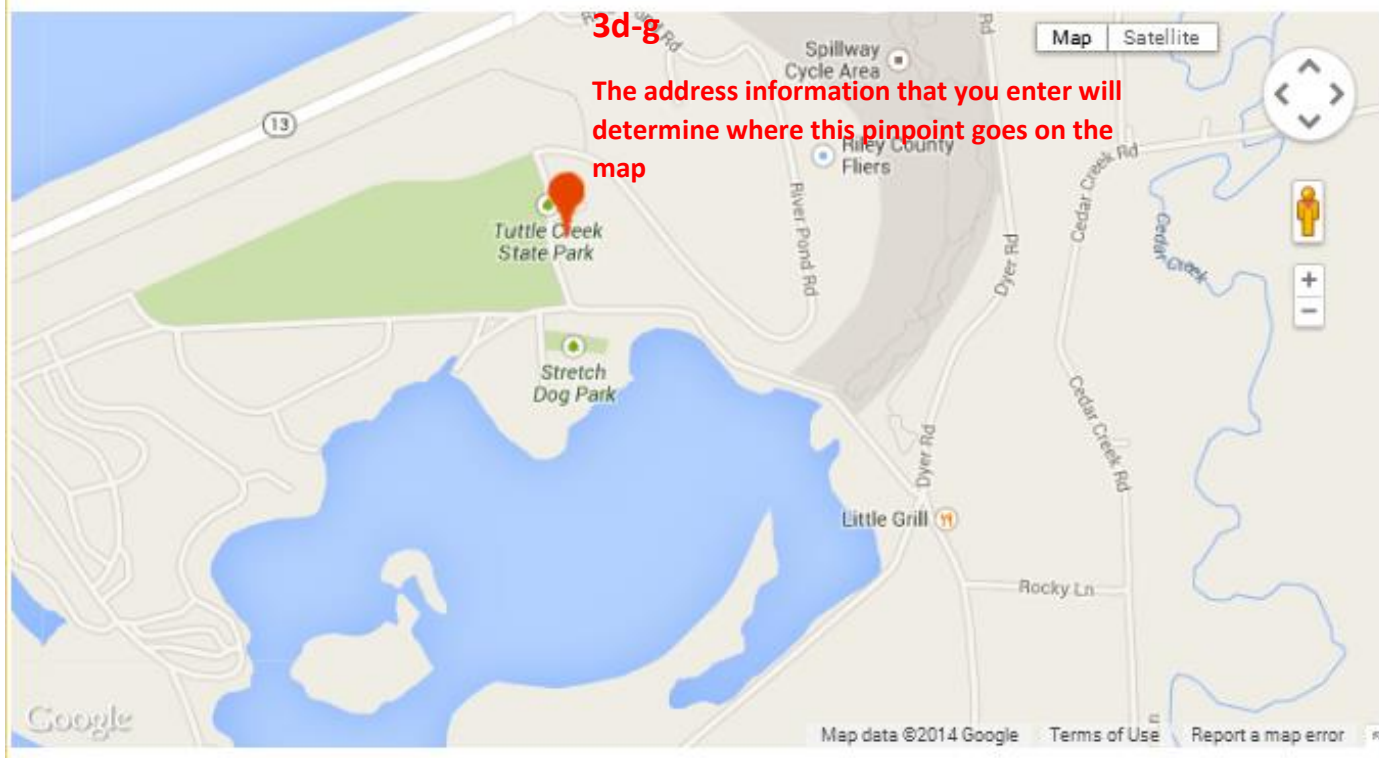 3d-g
Rd
Rd
Map Satellite
Spillway
Cycle Area
The address information that you enter will
determine where this pinpoint goes on the
map
13
Riley County
Fliers
Cedar Creek Rd
River Pond Rd
Tuttle Creek
State Park
Dyer Rd
Cedar Creek
+
−
Stretch
Dog Park
Cedar Creek Rd
Dyer Rd
Little Grill
Rocky Ln
Google
Ln
Map data ©2014 Google Terms of Use Report a map error